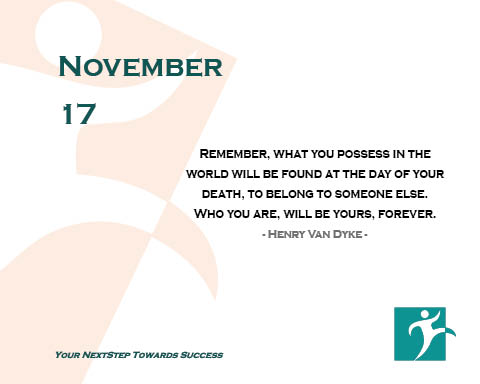 November
17
Remember, what you possess in the
world will be found at the day of your
death, to belong to someone else.
Who you are, will be yours, forever.
- Henry Van Dyke -
Your NextStep Towards Success